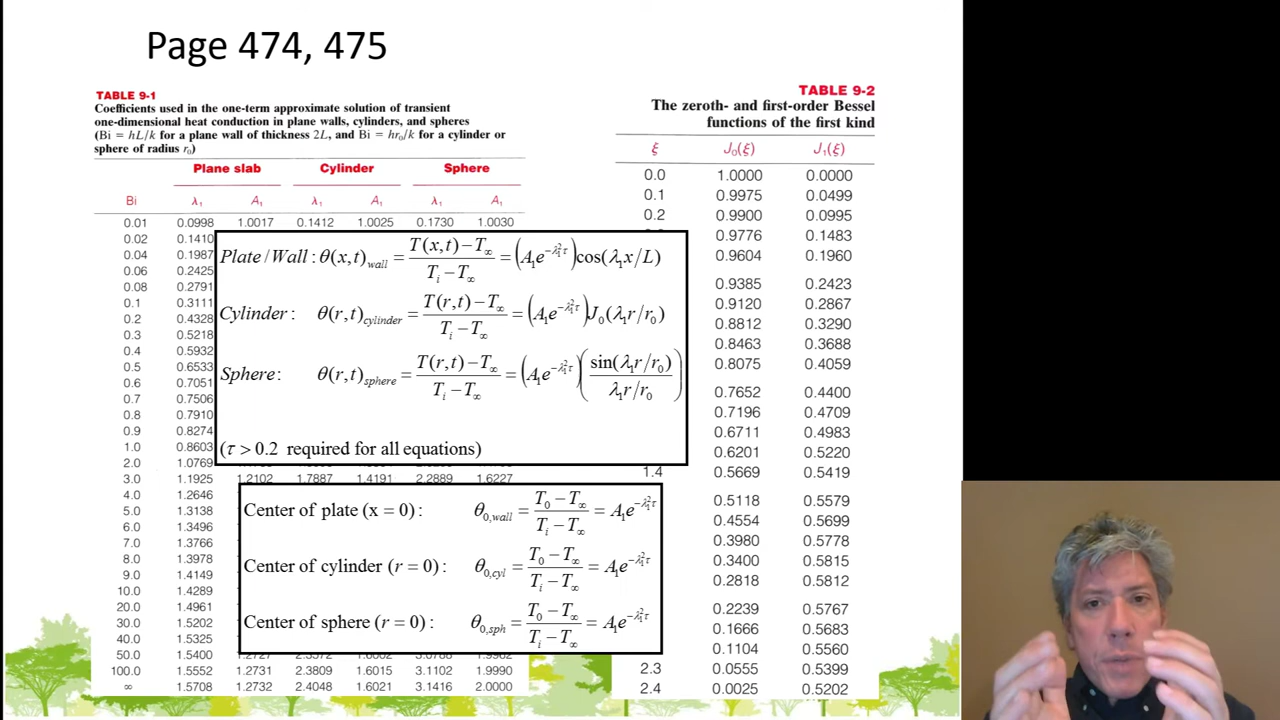 Page 474, 475
TABLE 9-1
Coefficients used in the one-term approximate solution of transient
one-dimensional heat conduction in plane walls, cylinders, and spheres
(Bi = hL/k for a plane wall of thickness 2L, and Bi = hr₀/k for a cylinder or
sphere of radius r₀)
Plane slab Cylinder Sphere
Bi λ₁ A₁ λ₁ A₁ λ₁ A₁
0.01 0.0998 1.0017 0.1412 1.0025 0.1730 1.0030
0.02 0.1410
0.04 0.1987
0.06 0.2425
0.08 0.2791
0.1 0.3111
0.2 0.4328
0.3 0.5218
0.4 0.5932
0.5 0.6533
0.6 0.7051
0.7 0.7506
0.8 0.7910
0.9 0.8274
1.0 0.8603
2.0 1.0769
3.0 1.1925 1.2102 1.7887 1.4191 2.2889 1.6227
4.0 1.2646
5.0 1.3138
6.0 1.3496
7.0 1.3766
8.0 1.3978
9.0 1.4149
10.0 1.4289
20.0 1.4961
30.0 1.5202
40.0 1.5325
50.0 1.5400
100.0 1.5552 1.2731 2.3809 1.6015 3.1102 1.9990
∞ 1.5708 1.2732 2.4048 1.6021 3.1416 2.0000
Plate/Wall: θ(x,t)wall = T(x,t)−T∞ / Ti−T∞ = (A₁e^−λ₁²τ) cos(λ₁x/L)
Cylinder: θ(r,t)cylinder = T(r,t)−T∞ / Ti−T∞ = (A₁e^−λ₁²τ) J₀(λ₁r/r₀)
Sphere: θ(r,t)sphere = T(r,t)−T∞ / Ti−T∞ = (A₁e^−λ₁²τ) (sin(λ₁r/r₀) / λ₁r/r₀)
(τ > 0.2 required for all equations)
Center of plate (x = 0): θ0,wall = T₀−T∞ / Ti−T∞ = A₁e^−λ₁²τ
Center of cylinder (r = 0): θ0,cyl = T₀−T∞ / Ti−T∞ = A₁e^−λ₁²τ
Center of sphere (r = 0): θ0,sph = T₀−T∞ / Ti−T∞ = A₁e^−λ₁²τ
TABLE 9-2
The zeroth- and first-order Bessel
functions of the first kind
ξ J₀(ξ) J₁(ξ)
0.0 1.0000 0.0000
0.1 0.9975 0.0499
0.2 0.9900 0.0995
0.9776 0.1483
0.9604 0.1960
0.9385 0.2423
0.9120 0.2867
0.8812 0.3290
0.8463 0.3688
0.8075 0.4059
0.7652 0.4400
0.7196 0.4709
0.6711 0.4983
0.6201 0.5220
1.4 0.5669 0.5419
0.5118 0.5579
0.4554 0.5699
0.3980 0.5778
0.3400 0.5815
0.2818 0.5812
0.2239 0.5767
0.1666 0.5683
0.1104 0.5560
2.3 0.0555 0.5399
2.4 0.0025 0.5202